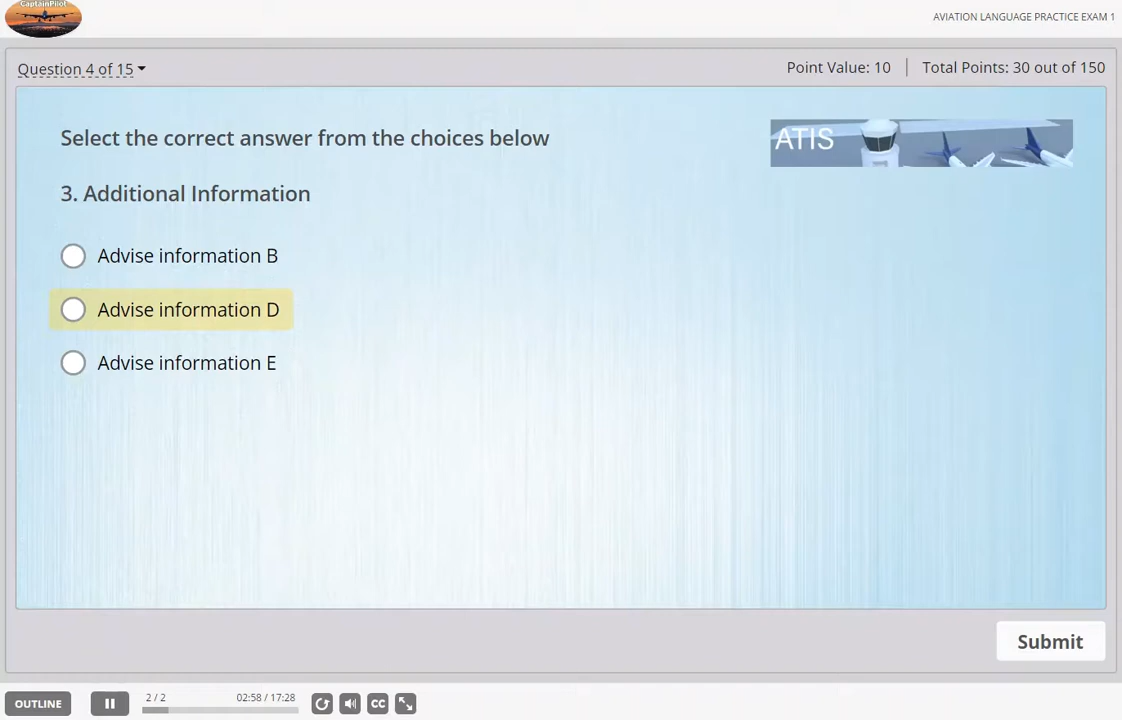 CaptainPilot
AVIATION LANGUAGE PRACTICE EXAM 1
Question 4 of 15
Point Value: 10 | Total Points: 30 out of 150
Select the correct answer from the choices below
ATIS
3. Additional Information
Advise information B
Advise information D
Advise information E
Submit
OUTLINE
2 / 2
02:58 / 17:28
CC